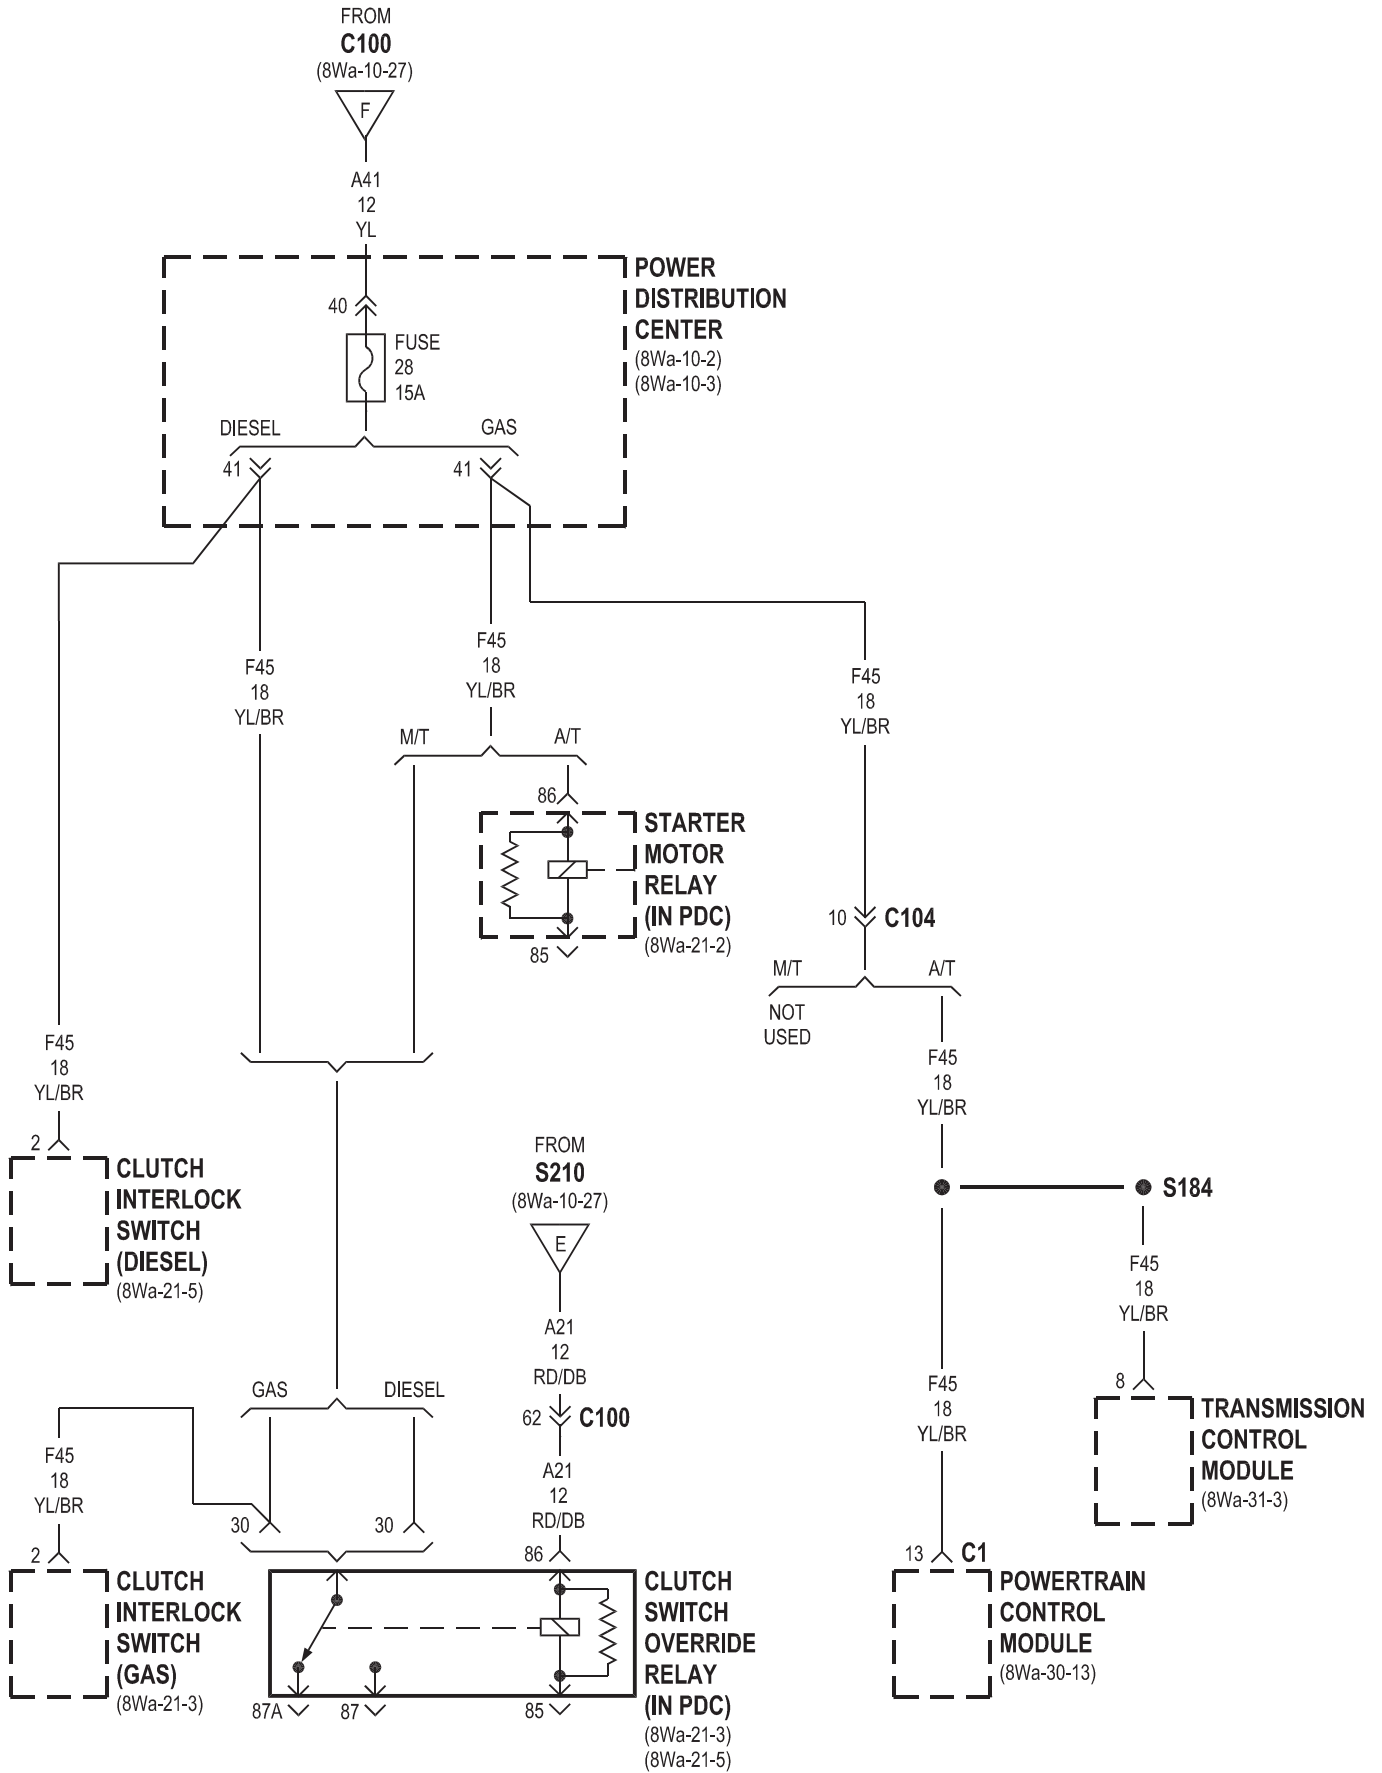 FROM
C100
(8Wa-10-27)
F
A41
12
YL
POWER
DISTRIBUTION
CENTER
(8Wa-10-2)
(8Wa-10-3)
40
FUSE
28
15A
DIESEL
GAS
41
41
F45
18
YL/BR
F45
18
YL/BR
F45
18
YL/BR
M/T
A/T
86
STARTER
MOTOR
RELAY
(IN PDC)
(8Wa-21-2)
85
10
C104
M/T
A/T
NOT
USED
F45
18
YL/BR
F45
18
YL/BR
2
CLUTCH
INTERLOCK
SWITCH
(DIESEL)
(8Wa-21-5)
FROM
S210
(8Wa-10-27)
E
A21
12
RD/DB
62
C100
A21
12
RD/DB
S184
F45
18
YL/BR
8
TRANSMISSION
CONTROL
MODULE
(8Wa-31-3)
F45
18
YL/BR
13
C1
POWERTRAIN
CONTROL
MODULE
(8Wa-30-13)
GAS
DIESEL
F45
18
YL/BR
30
30
2
CLUTCH
INTERLOCK
SWITCH
(GAS)
(8Wa-21-3)
86
CLUTCH
SWITCH
OVERRIDE
RELAY
(IN PDC)
(8Wa-21-3)
(8Wa-21-5)
87A
87
85